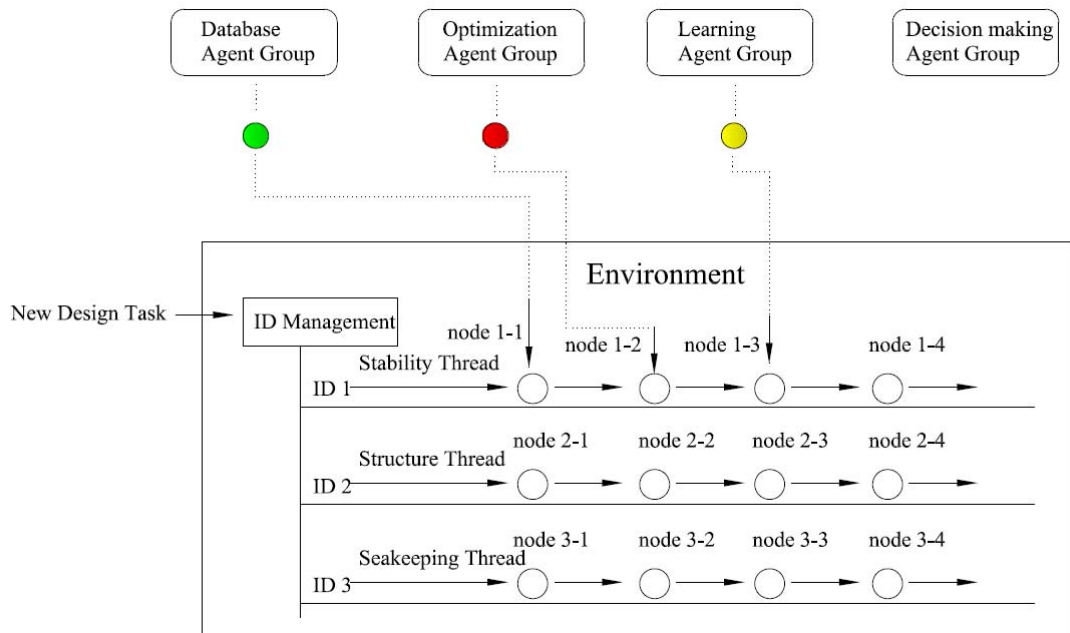 Database
Agent Group
Optimization
Agent Group
Learning
Agent Group
Decision making
Agent Group
Environment
New Design Task
ID Management
node 1-1
node 1-2
node 1-3
node 1-4
Stability Thread
ID 1
node 2-1
node 2-2
node 2-3
node 2-4
Structure Thread
ID 2
node 3-1
node 3-2
node 3-3
node 3-4
Seakeeping Thread
ID 3